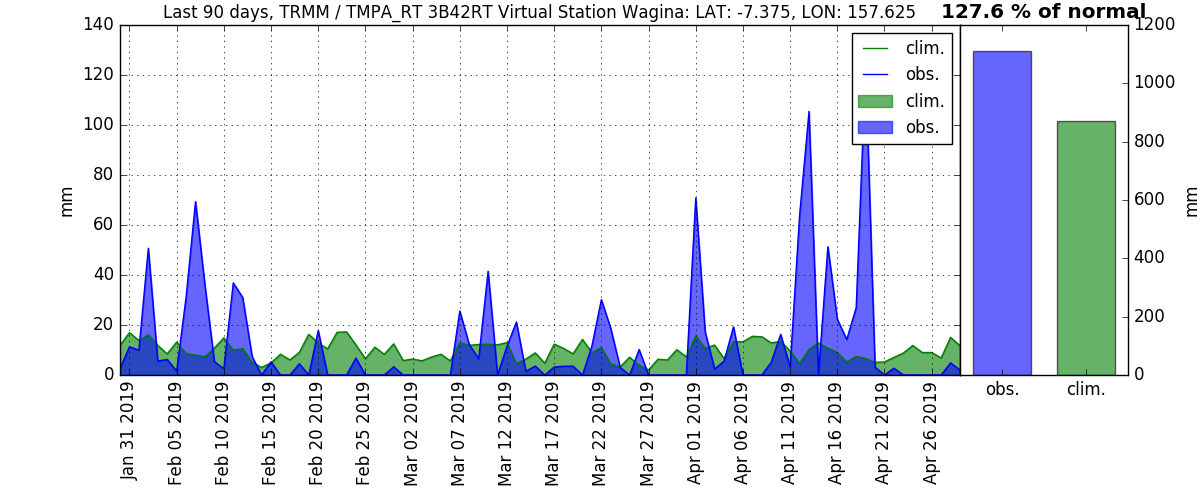 Last 90 days, TRMM / TMPA_RT 3B42RT Virtual Station Wagina: LAT: -7.375, LON: 157.625
127.6 % of normal
140
120
100
80
60
40
20
0
mm
clim.
obs.
clim.
obs.
Jan 31 2019
Feb 05 2019
Feb 10 2019
Feb 15 2019
Feb 20 2019
Feb 25 2019
Mar 02 2019
Mar 07 2019
Mar 12 2019
Mar 17 2019
Mar 22 2019
Mar 27 2019
Apr 01 2019
Apr 06 2019
Apr 11 2019
Apr 16 2019
Apr 21 2019
Apr 26 2019
1200
1000
800
600
400
200
0
mm
obs.
clim.